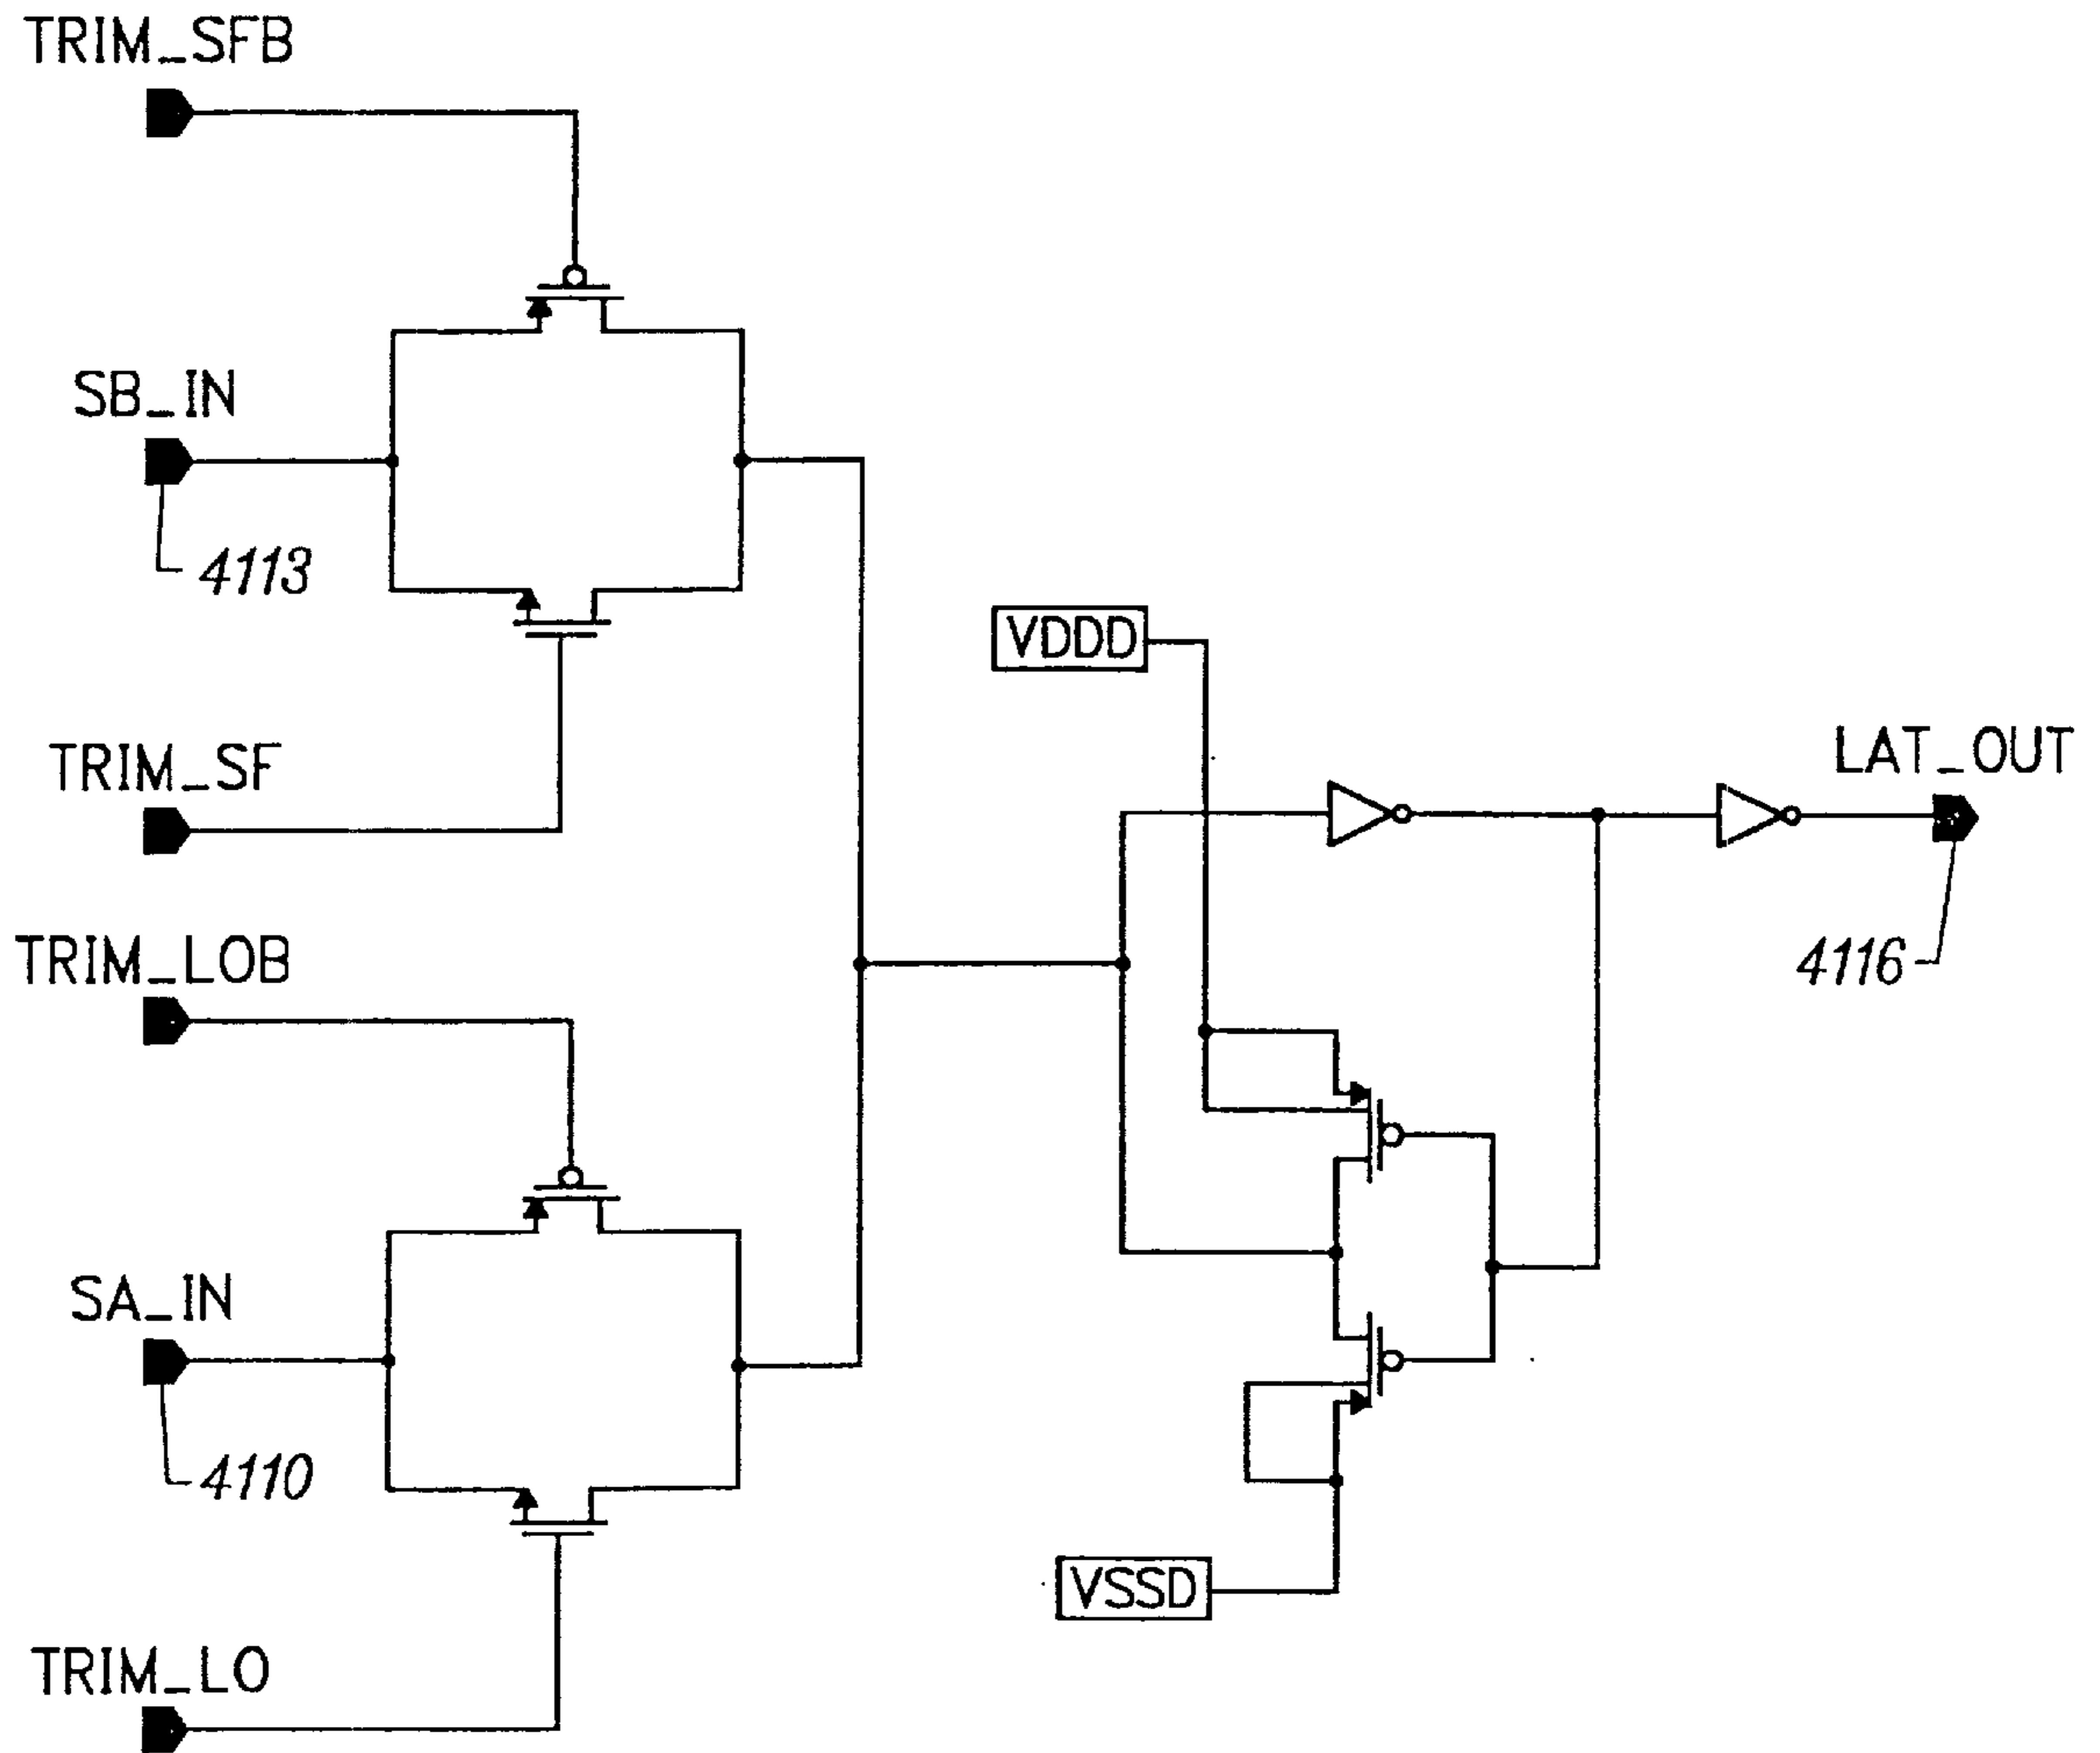 TRIM_SFB
SB_IN
4113
TRIM_SF
VDDD
LAT_OUT
4116
TRIM_LOB
SA_IN
4110
VSSD
TRIM_LO